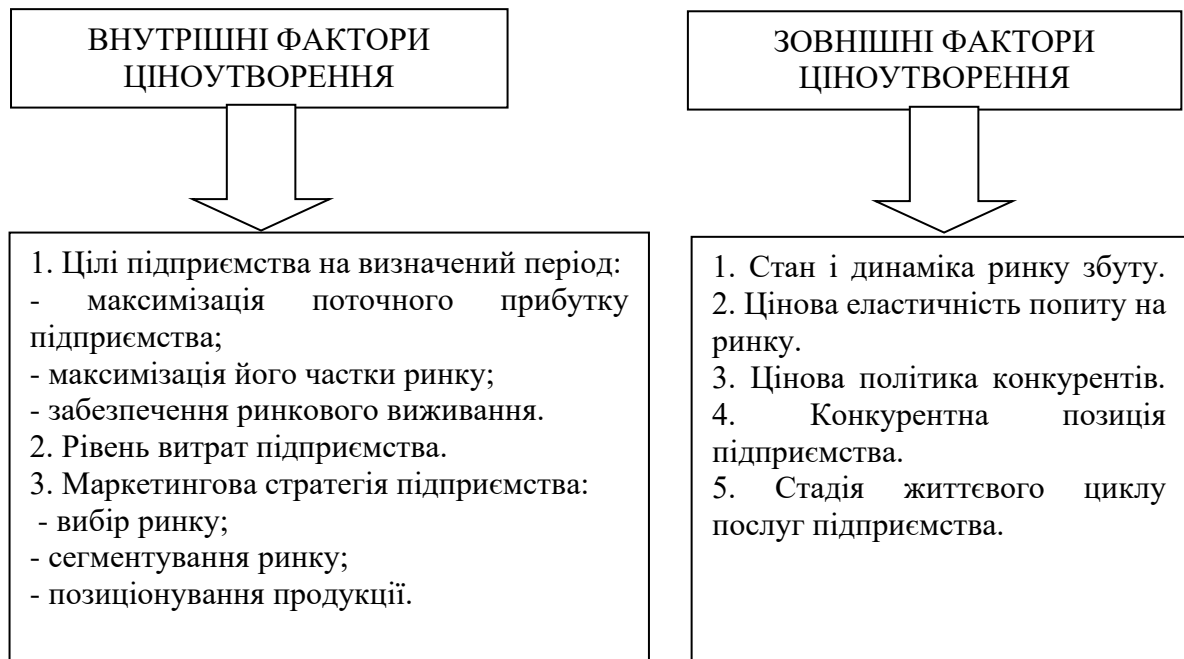 ВНУТРІШНІ ФАКТОРИ
ЦІНОУТВОРЕННЯ
1. Цілі підприємства на визначений період:
- максимізація поточного прибутку
підприємства;
- максимізація його частки ринку;
- забезпечення ринкового виживання.
2. Рівень витрат підприємства.
3. Маркетингова стратегія підприємства:
- вибір ринку;
- сегментування ринку;
- позиціонування продукції.
ЗОВНІШНІ ФАКТОРИ
ЦІНОУТВОРЕННЯ
1. Стан і динаміка ринку збуту.
2. Цінова еластичність попиту на
ринку.
3. Цінова політика конкурентів.
4. Конкурентна позиція
підприємства.
5. Стадія життєвого циклу
послуг підприємства.